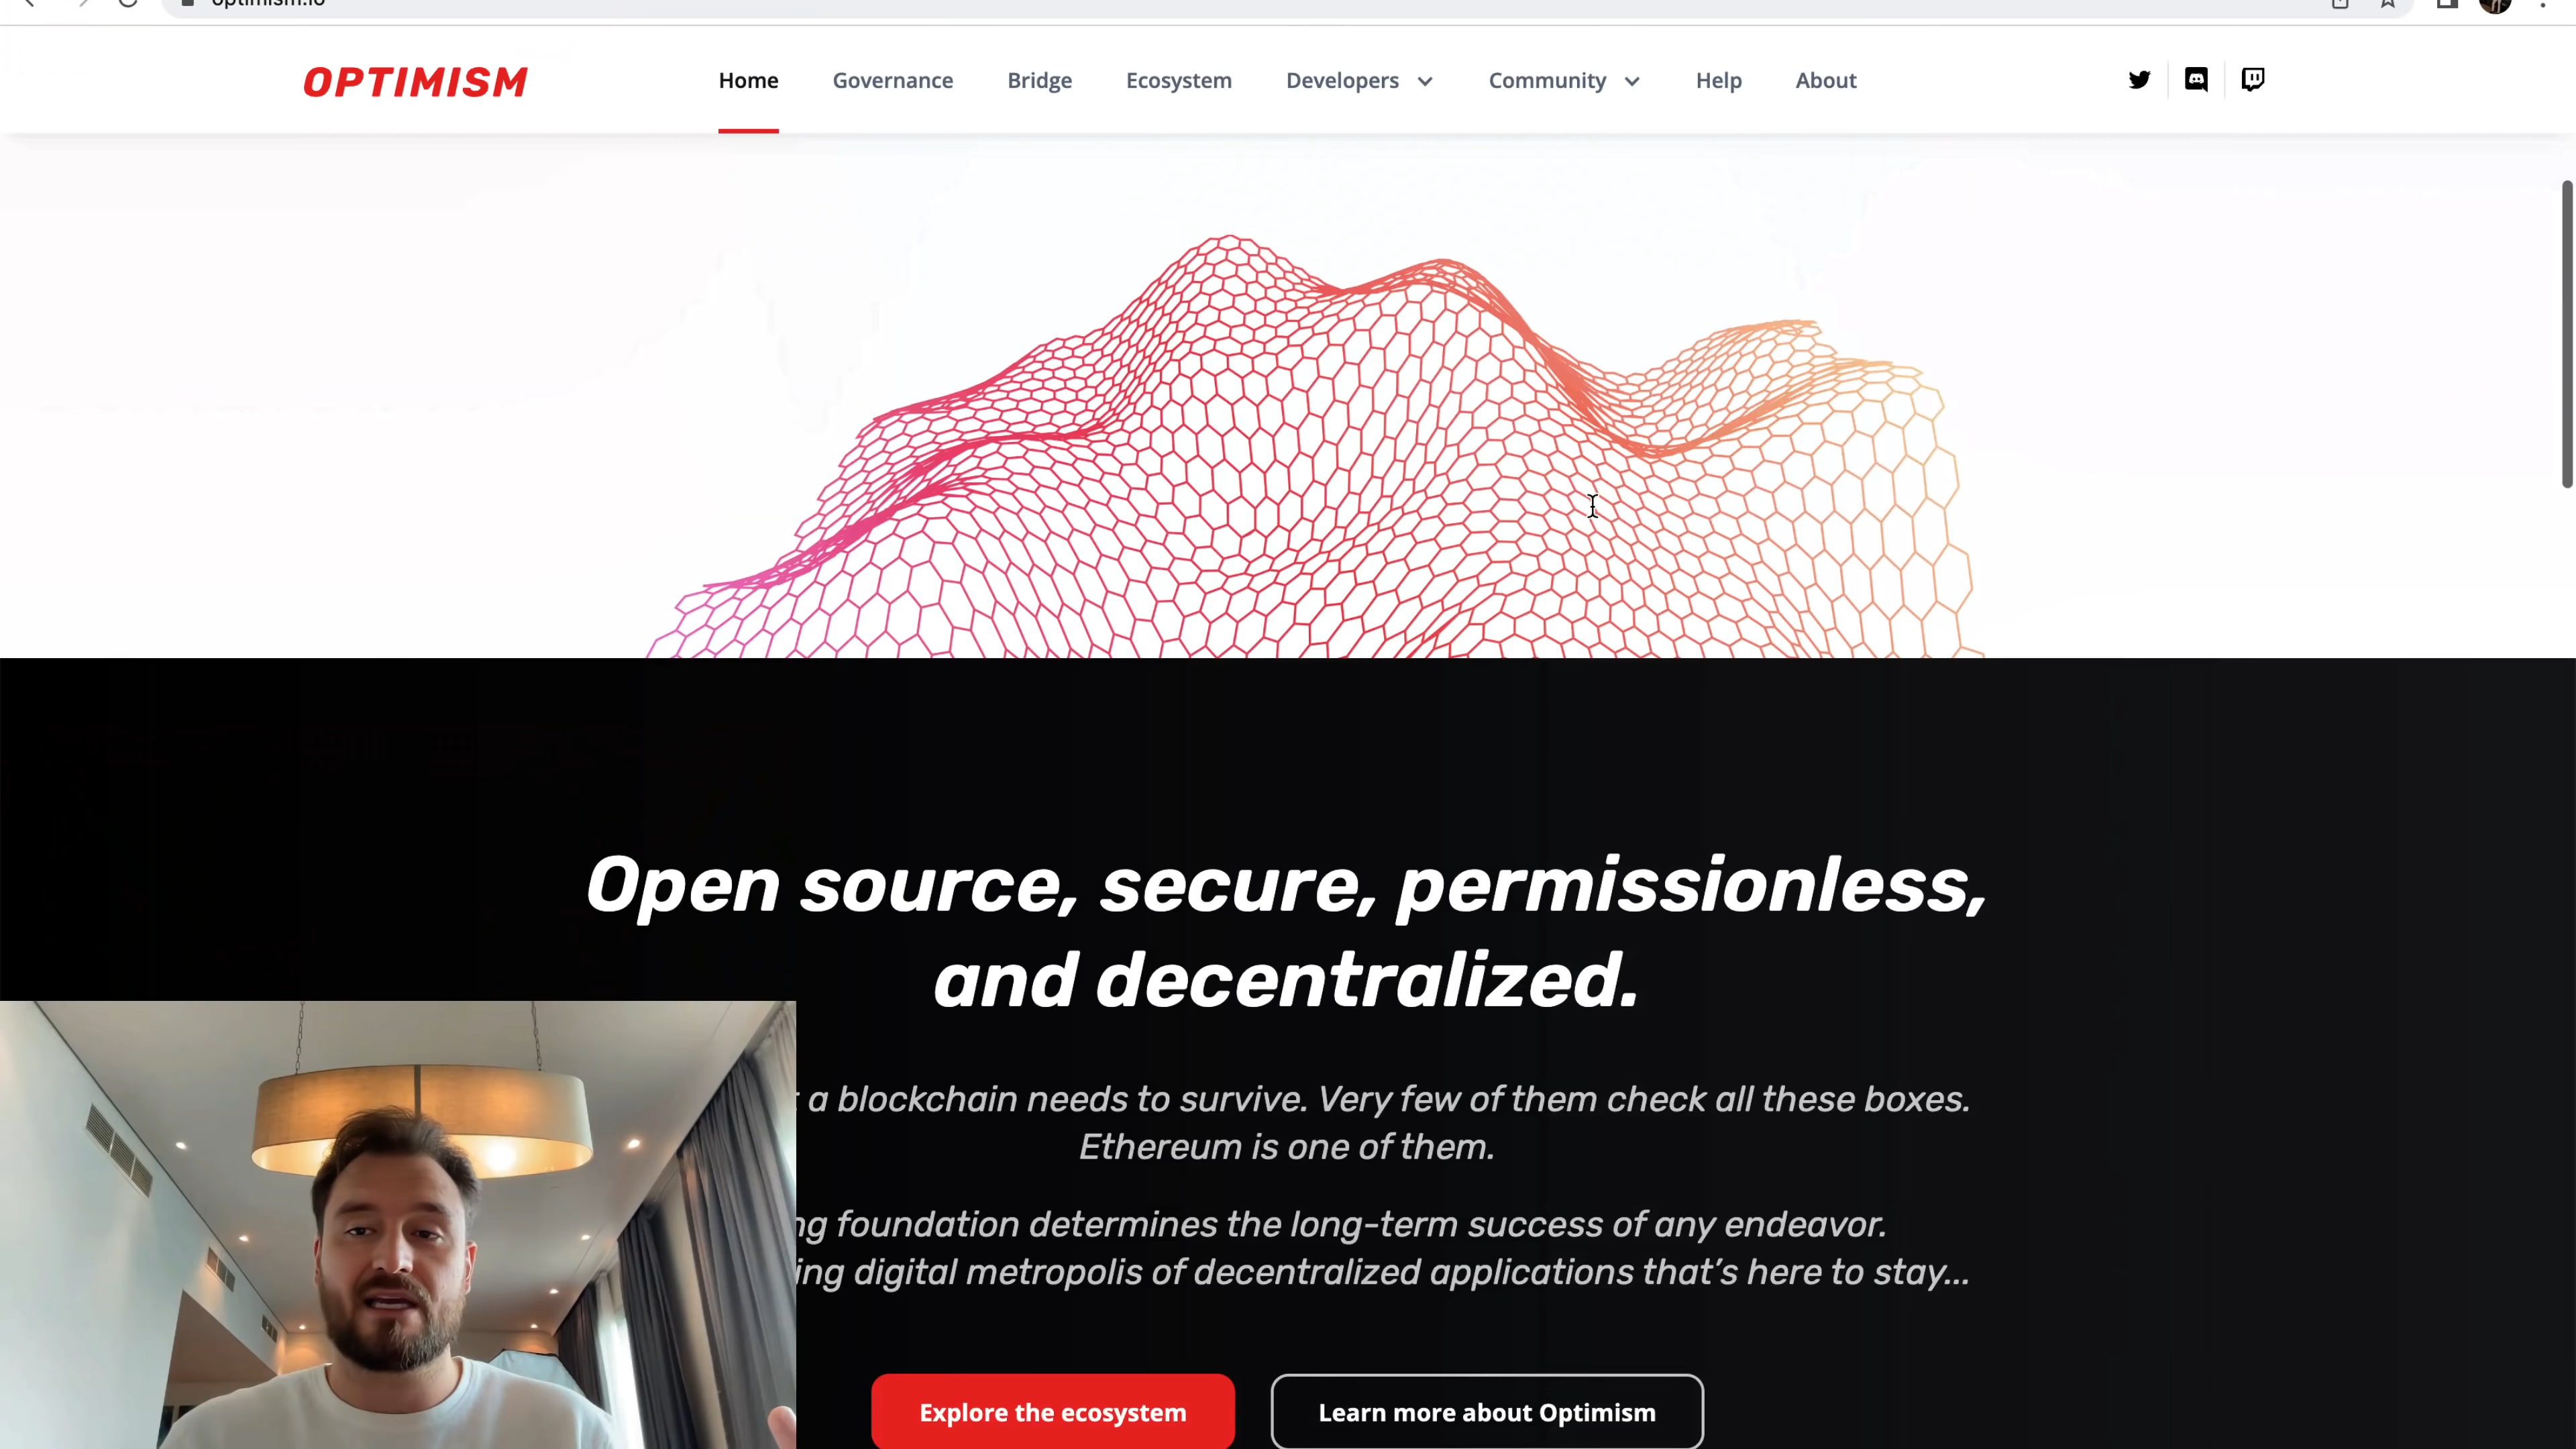 optimism.io
OPTIMISM
Home Governance Bridge Ecosystem Developers Community Help About
Open source, secure, permissionless,
and decentralized.
a blockchain needs to survive. Very few of them check all these boxes.
Ethereum is one of them.
foundation determines the long-term success of any endeavor.
digital metropolis of decentralized applications that's here to stay...
Explore the ecosystem Learn more about Optimism